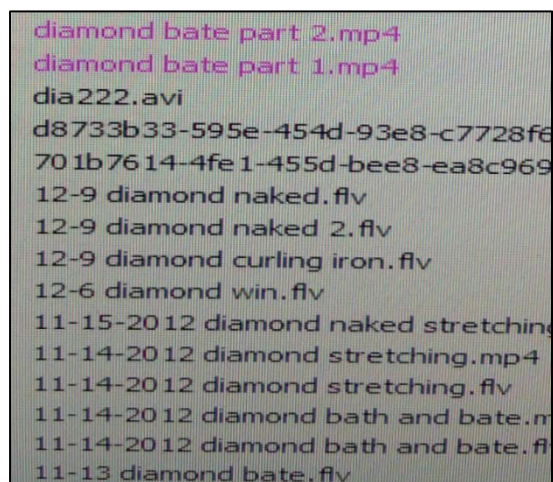 diamond bate part 2.mp4
diamond bate part 1.mp4
dia222.avi
d8733b33-595e-454d-93e8-c7728f6
701b7614-4fe1-455d-bee8-ea8c969
12-9 diamond naked.flv
12-9 diamond naked 2.flv
12-9 diamond curling iron.flv
12-6 diamond win.flv
11-15-2012 diamond naked stretching
11-14-2012 diamond stretching.mp4
11-14-2012 diamond stretching.flv
11-14-2012 diamond bath and bate.m
11-14-2012 diamond bath and bate.fl
11-13 diamond bate.flv